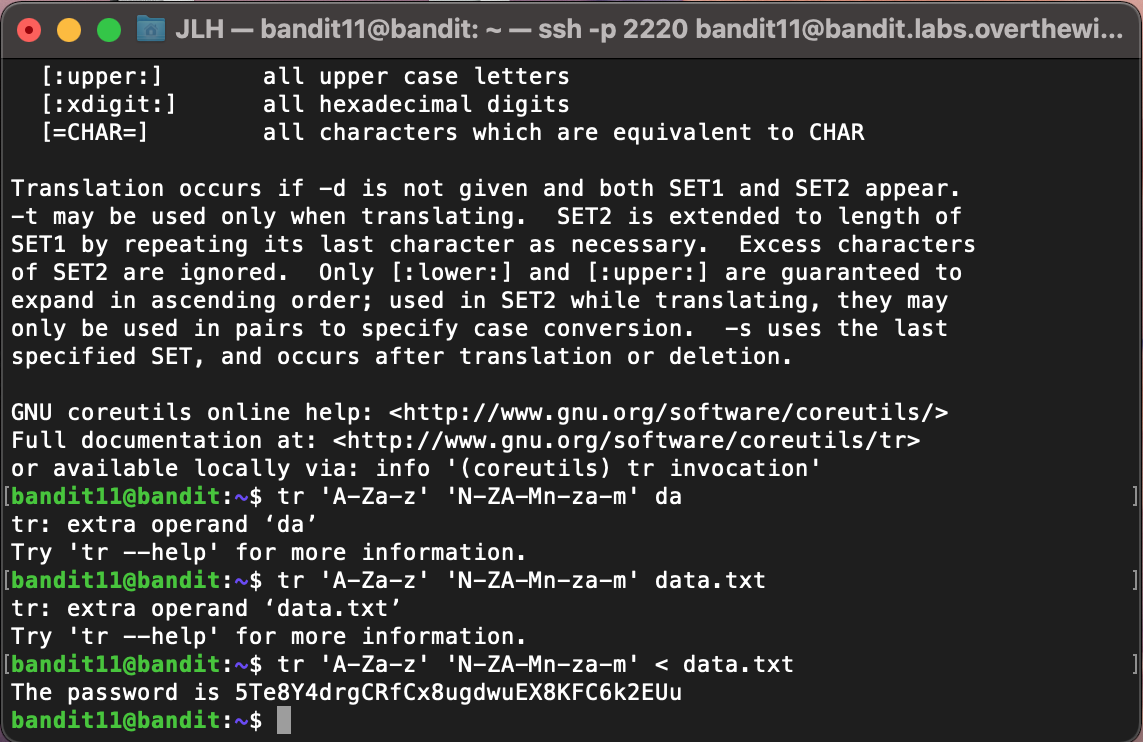 JLH — bandit11@bandit: ~ — ssh -p 2220 bandit11@bandit.labs.overthewi...
[:upper:]       all upper case letters
[:xdigit:]      all hexadecimal digits
[=CHAR=]        all characters which are equivalent to CHAR
Translation occurs if -d is not given and both SET1 and SET2 appear.
-t may be used only when translating.  SET2 is extended to length of
SET1 by repeating its last character as necessary.  Excess characters
of SET2 are ignored.  Only [:lower:] and [:upper:] are guaranteed to
expand in ascending order; used in SET2 while translating, they may
only be used in pairs to specify case conversion.  -s uses the last
specified SET, and occurs after translation or deletion.
GNU coreutils online help: <http://www.gnu.org/software/coreutils/>
Full documentation at: <http://www.gnu.org/software/coreutils/tr>
or available locally via: info '(coreutils) tr invocation'
[bandit11@bandit:~$ tr 'A-Za-z' 'N-ZA-Mn-za-m' da ]
tr: extra operand ‘da’
Try 'tr --help' for more information.
[bandit11@bandit:~$ tr 'A-Za-z' 'N-ZA-Mn-za-m' data.txt ]
tr: extra operand ‘data.txt’
Try 'tr --help' for more information.
[bandit11@bandit:~$ tr 'A-Za-z' 'N-ZA-Mn-za-m' < data.txt ]
The password is 5Te8Y4drgCRfCx8ugdwuEX8KFC6k2EUu
bandit11@bandit:~$